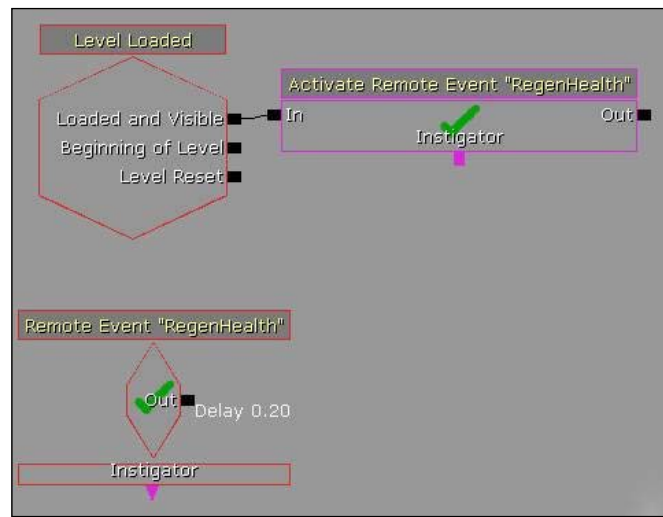 Level Loaded
Loaded and Visible
Beginning of Level
Level Reset
Activate Remote Event "RegenHealth"
In
Out
Instigator
Remote Event "RegenHealth"
Out
Delay 0.20
Instigator